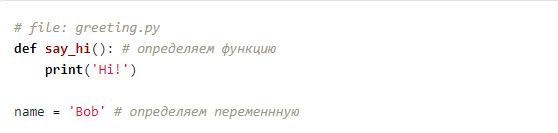 # file: greeting.py
def say_hi(): # определяем функцию
    print('Hi!')
name = 'Bob' # определяем переменнную